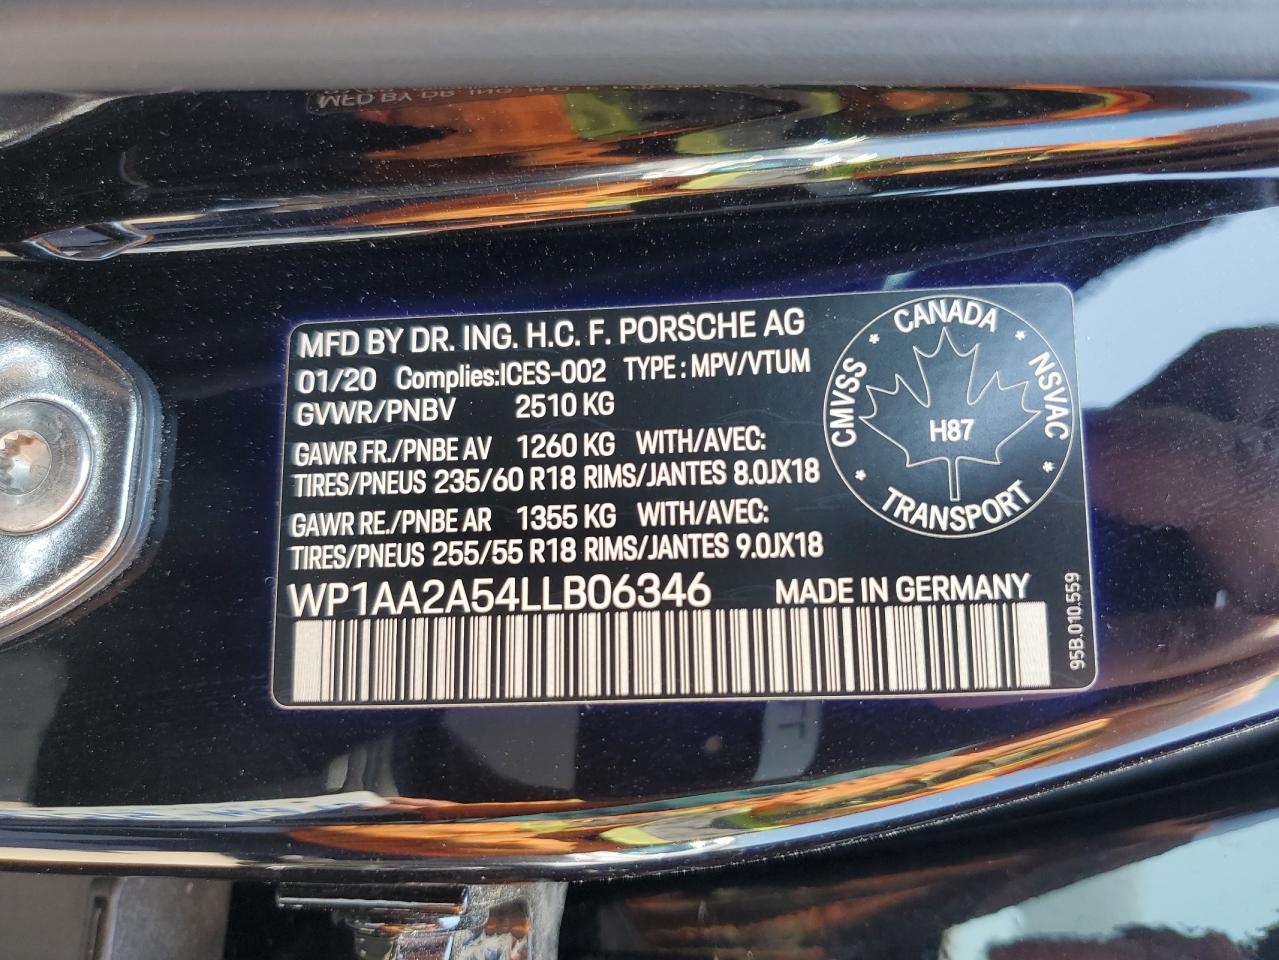 MFD BY DR. ING. H.C. F. PORSCHE AG
01/20 Complies:ICES-002 TYPE : MPV/VTUM
GVWR/PNBV 2510 KG
GAWR FR./PNBE AV 1260 KG WITH/AVEC:
TIRES/PNEUS 235/60 R18 RIMS/JANTES 8.0JX18
GAWR RE./PNBE AR 1355 KG WITH/AVEC:
TIRES/PNEUS 255/55 R18 RIMS/JANTES 9.0JX18
WP1AA2A54LLB06346 MADE IN GERMANY
CANADA
CMVSS
NSVAC
H87
TRANSPORT
95B.010.559